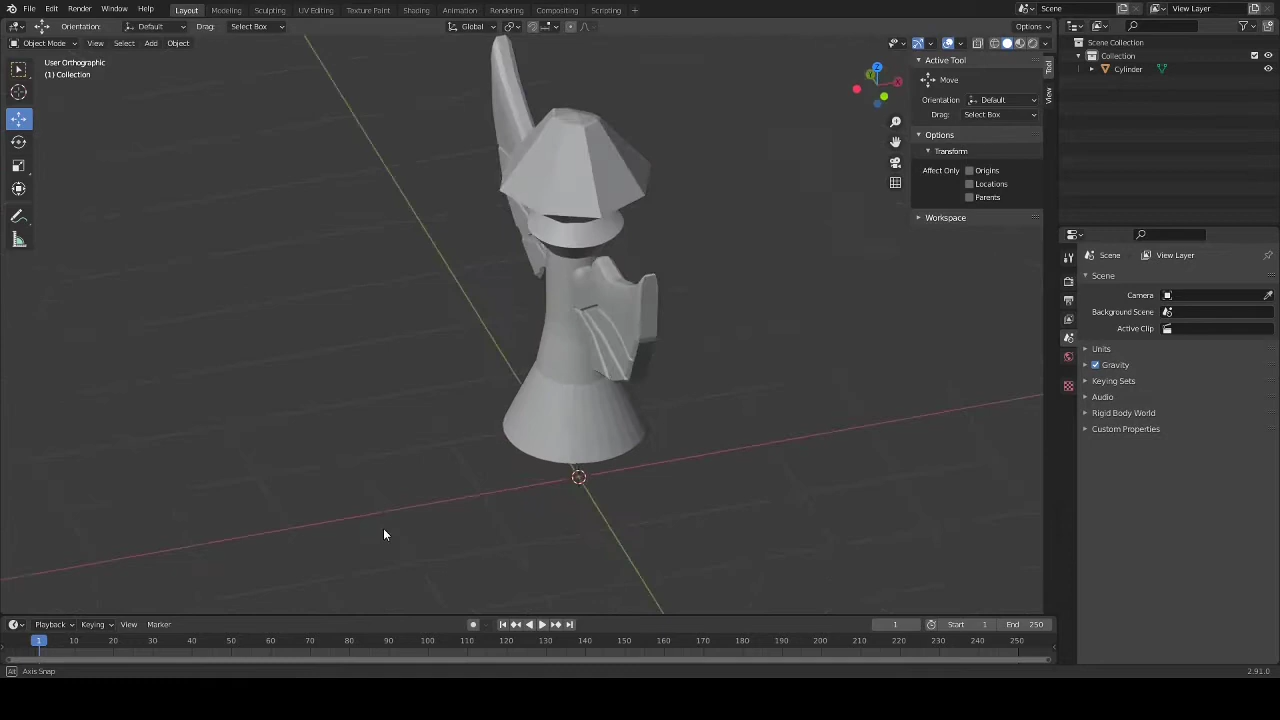 File Edit Render Window Help Layout Modeling Sculpting UV Editing Texture Paint Shading Animation Rendering Compositing Scripting + Scene View Layer
Orientation: Default Drag: Select Box Global Options
Object Mode View Select Add Object
User Orthographic
(1) Collection
Z
Y
X
Active Tool
Move
Orientation Default
Drag: Select Box
Options
Transform
Affect Only Origins
Locations
Parents
Workspace
Tool
View
Scene Collection
Collection
Cylinder
Scene View Layer
Scene
Camera
Background Scene
Active Clip
Units
Gravity
Keying Sets
Audio
Rigid Body World
Custom Properties
Playback Keying View Marker 1 Start 1 End 250
1 10 20 30 40 50 60 70 80 90 100 110 120 130 140 150 160 170 180 190 200 210 220 230 240 250
Alt Axis Snap 2.91.0